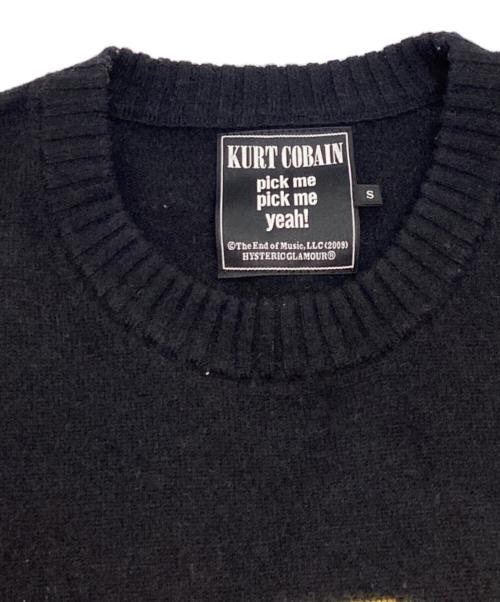 KURT COBAIN
pick me
pick me
yeah!
©The End of Music, LLC (2009)
HYSTERIC GLAMOUR®
S